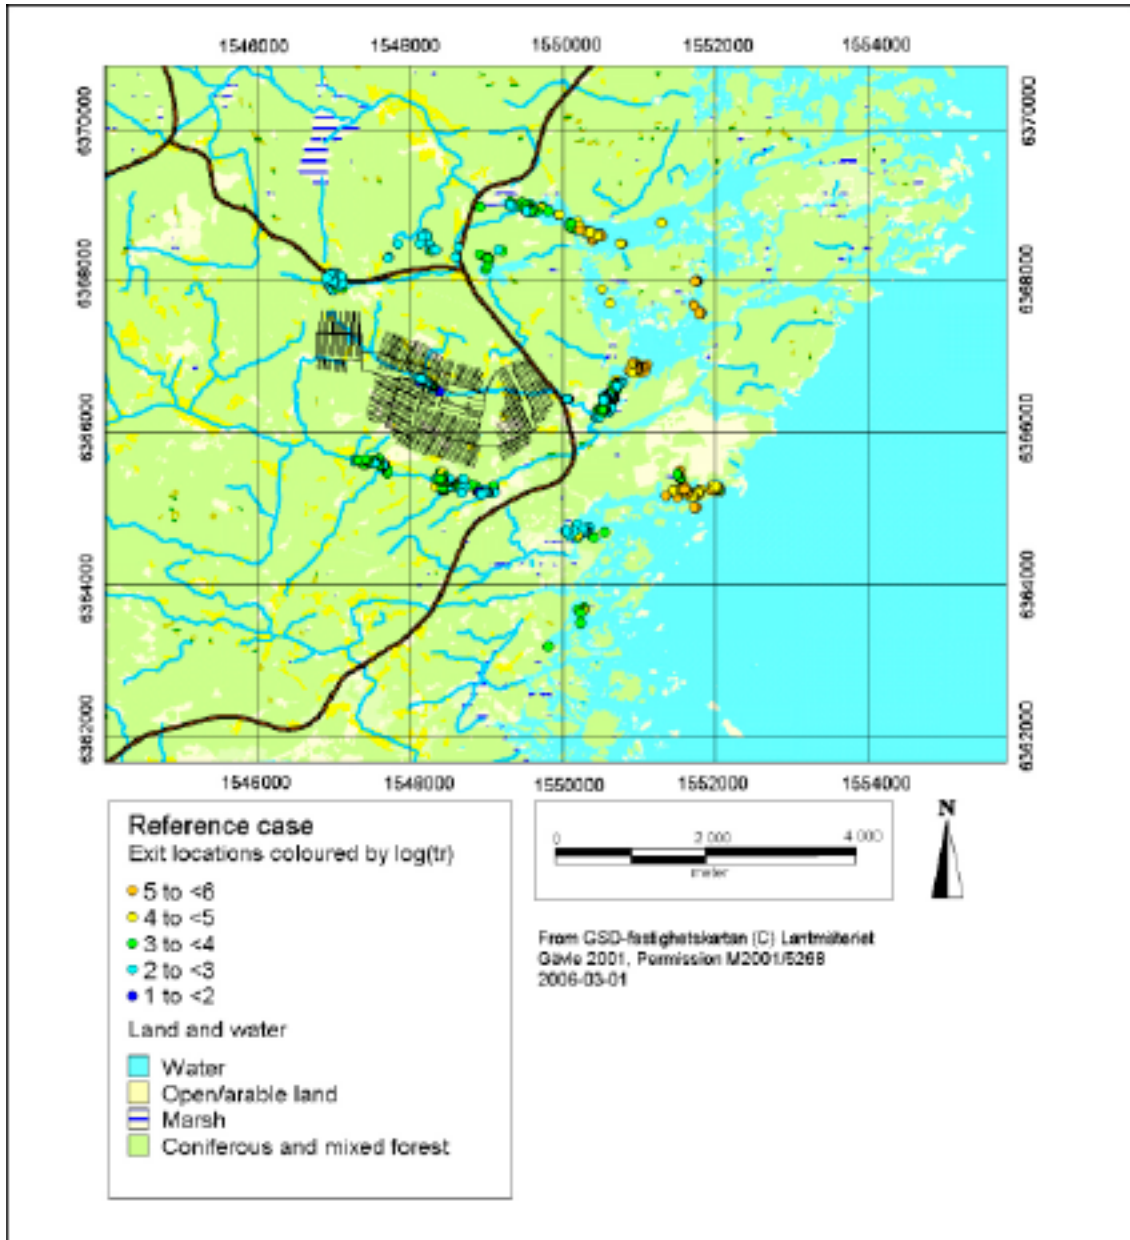 1546000 1548000 1550000 1552000 1554000
6370000 6370000
6368000 6368000
6366000 6366000
6364000 6364000
6362000 6362000
1546000 1548000 1550000 1552000 1554000
Reference case
Exit locations coloured by log(tr)
5 to <6
4 to <5
3 to <4
2 to <3
1 to <2
Land and water
Water
Open/arable land
Marsh
Coniferous and mixed forest
0 2 000 4 000
meter
N
From GSD-fastighetskartan (C) Lantmäteriet
Gävle 2001, Permission M2001/5268
2006-03-01